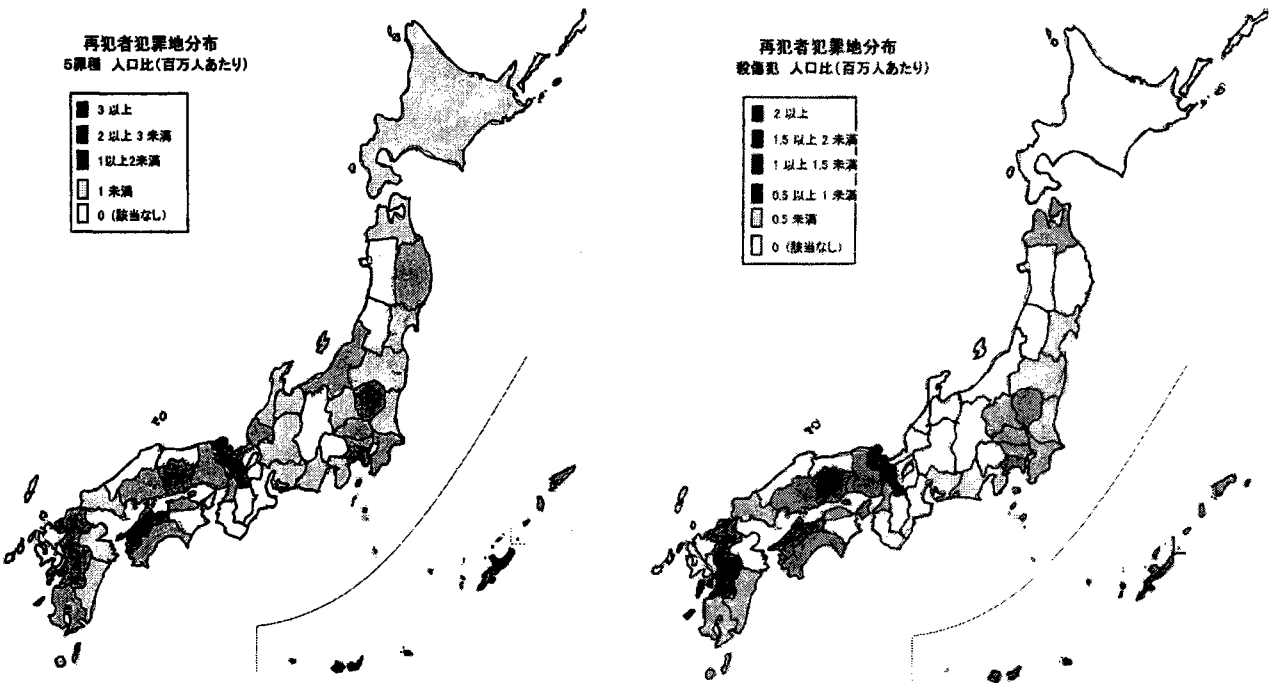 再犯者犯罪地分布
5罪種 人口比(百万人あたり)
3 以上
2 以上 3 未満
1以上2未満
1 未満
0 (該当なし)
再犯者犯罪地分布
殺傷犯 人口比(百万人あたり)
2 以上
1.5 以上 2 未満
1 以上 1.5 未満
0.5 以上 1 未満
0.5 未満
0 (該当なし)